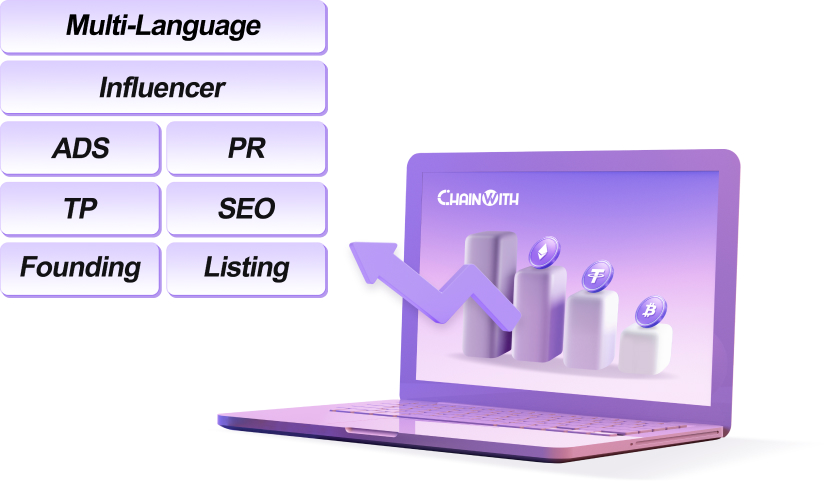 Multi-Language
Influencer
ADS
PR
TP
SEO
Founding
Listing
CHAINWITH